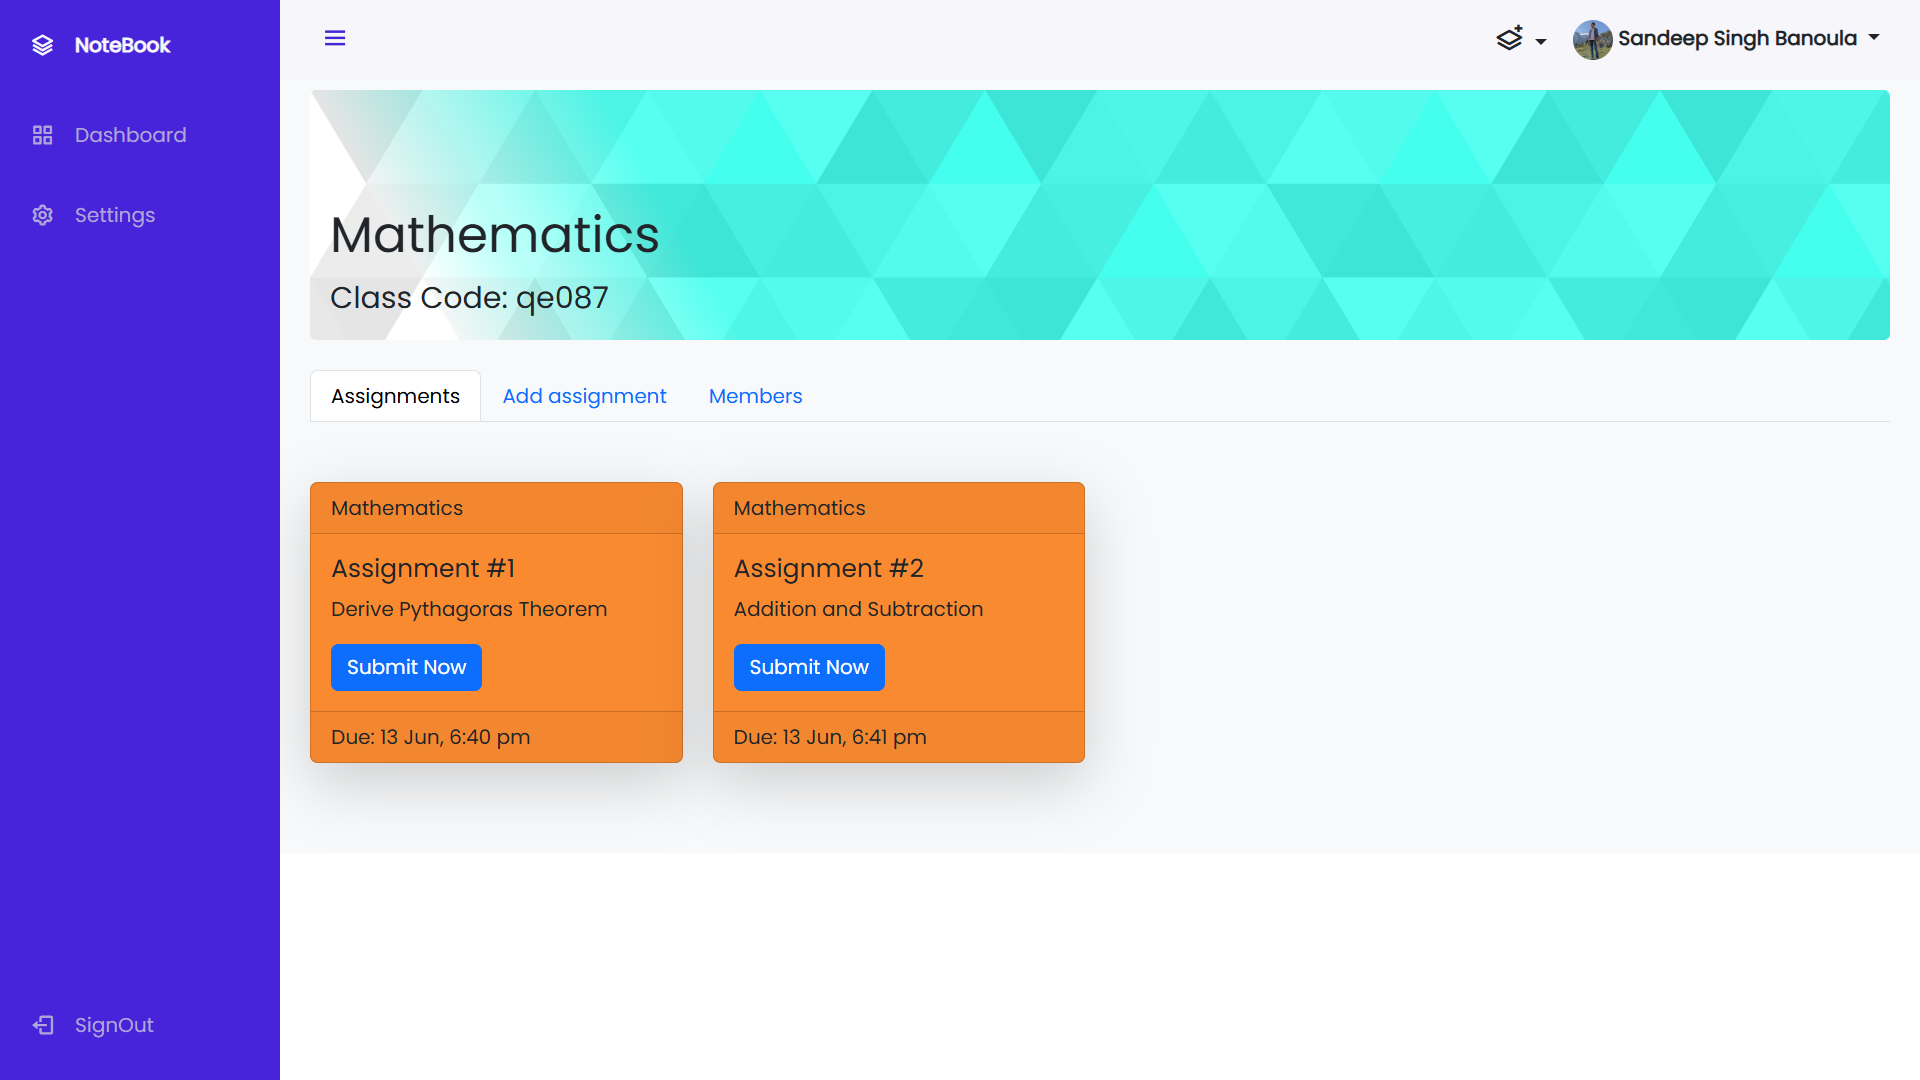 NoteBook
Dashboard
Settings
SignOut
Sandeep Singh Banoula
Mathematics
Class Code: qe087
Assignments
Add assignment
Members
Mathematics
Assignment #1
Derive Pythagoras Theorem
Submit Now
Due: 13 Jun, 6:40 pm
Mathematics
Assignment #2
Addition and Subtraction
Submit Now
Due: 13 Jun, 6:41 pm